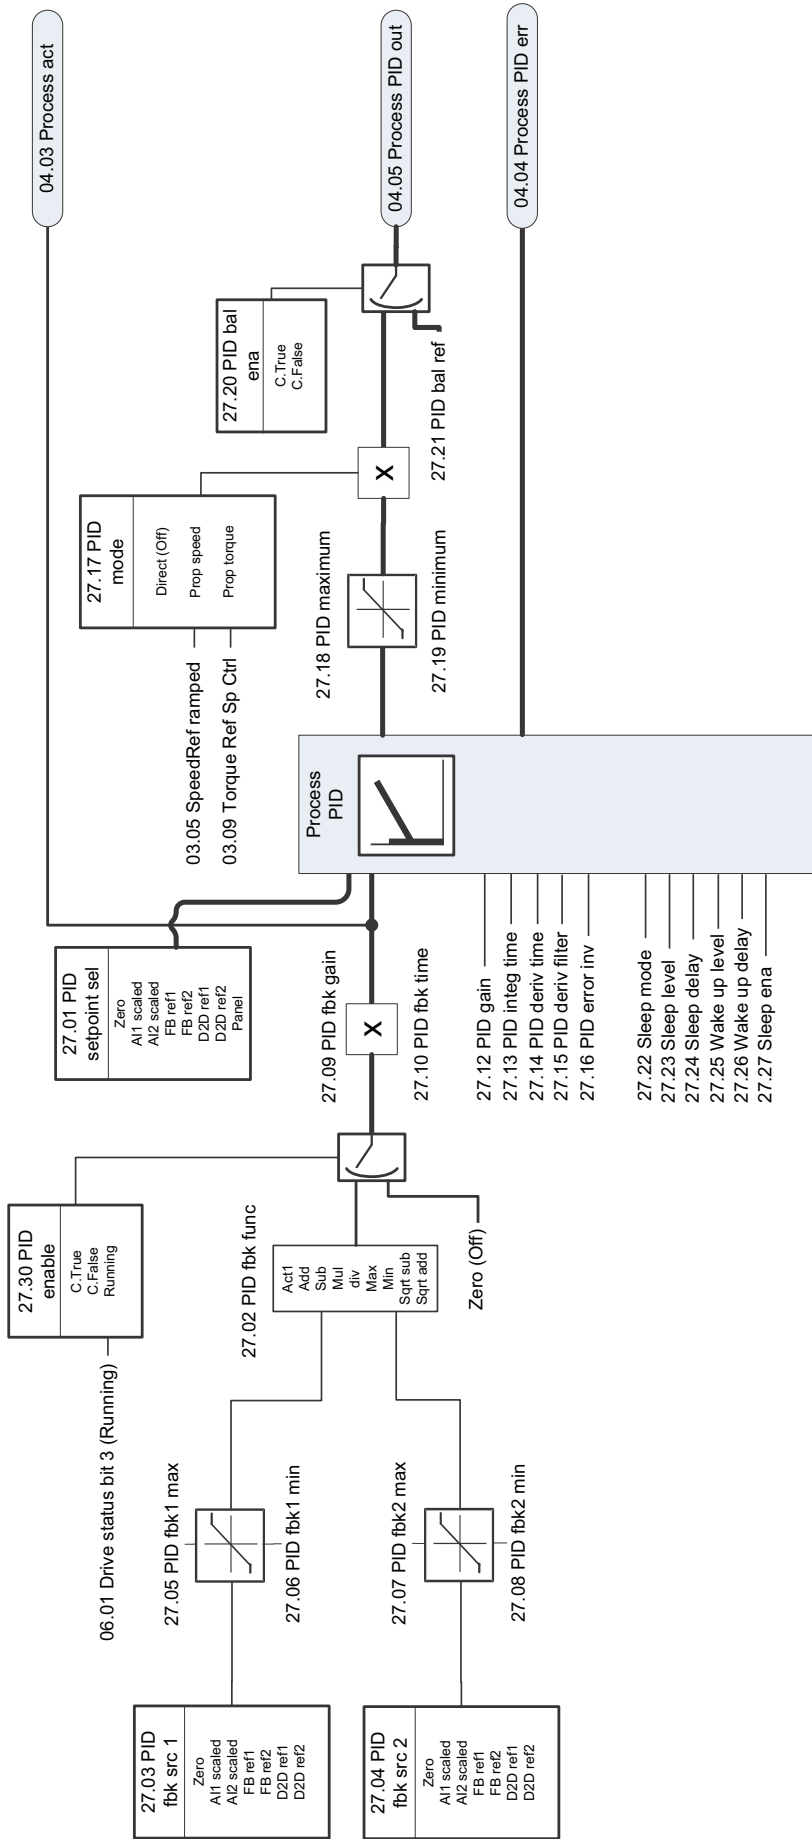 27.03 PID
fbk src 1
Zero
AI1 scaled
AI2 scaled
FB ref1
FB ref2
D2D ref1
D2D ref2
27.04 PID
fbk src 2
Zero
AI1 scaled
AI2 scaled
FB ref1
FB ref2
D2D ref1
D2D ref2
27.05 PID fbk1 max
27.06 PID fbk1 min
27.07 PID fbk2 max
27.08 PID fbk2 min
06.01 Drive status bit 3 (Running)
27.30 PID
enable
C.True
C.False
Running
27.02 PID fbk func
Act1
Add
Sub
Mul
div
Max
Min
Sqrt sub
Sqrt add
Zero (Off)
27.01 PID
setpoint sel
Zero
AI1 scaled
AI2 scaled
FB ref1
FB ref2
D2D ref1
D2D ref2
Panel
27.09 PID fbk gain
X
27.10 PID fbk time
27.12 PID gain
27.13 PID integ time
27.14 PID deriv time
27.15 PID deriv filter
27.16 PID error inv
27.22 Sleep mode
27.23 Sleep level
27.24 Sleep delay
27.25 Wake up level
27.26 Wake up delay
27.27 Sleep ena
Process
PID
03.05 SpeedRef ramped
03.09 Torque Ref Sp Ctrl
27.17 PID
mode
Direct (Off)
Prop speed
Prop torque
27.18 PID maximum
27.19 PID minimum
X
27.20 PID bal
ena
C.True
C.False
27.21 PID bal ref
04.03 Process act
04.05 Process PID out
04.04 Process PID err